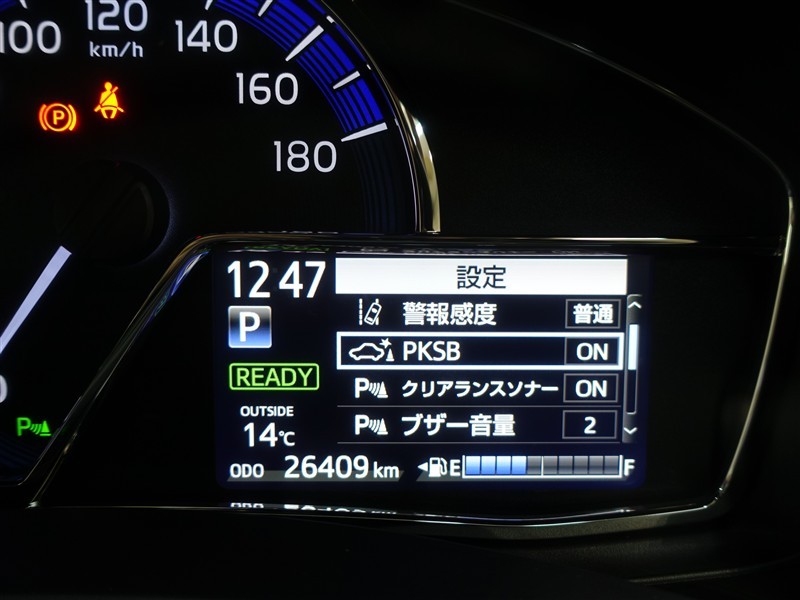 100
120
km/h
140
160
180
P
12:47
設定
警報感度 普通
P
PKSB ON
READY
P クリアランスソナー ON
OUTSIDE
14℃
P ブザー音量 2
P
ODO 26409 km
E F